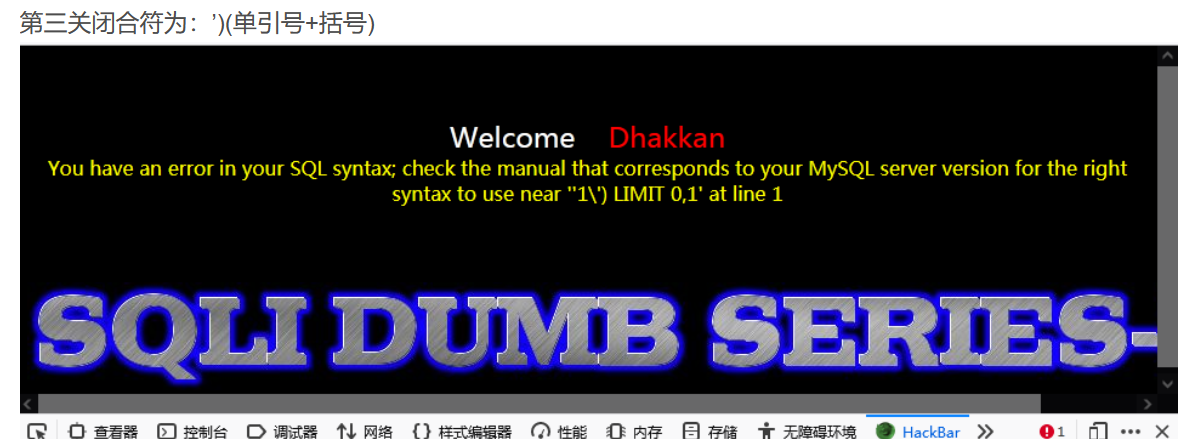 第三关闭合符为：’)(单引号+括号)
Welcome Dhakkan
You have an error in your SQL syntax; check the manual that corresponds to your MySQL server version for the right
syntax to use near ''1\') LIMIT 0,1' at line 1
SQLI DUMB SERIES-
查看器 控制台 调试器 网络 {} 样式编辑器 性能 内存 存储 无障碍环境 HackBar 1